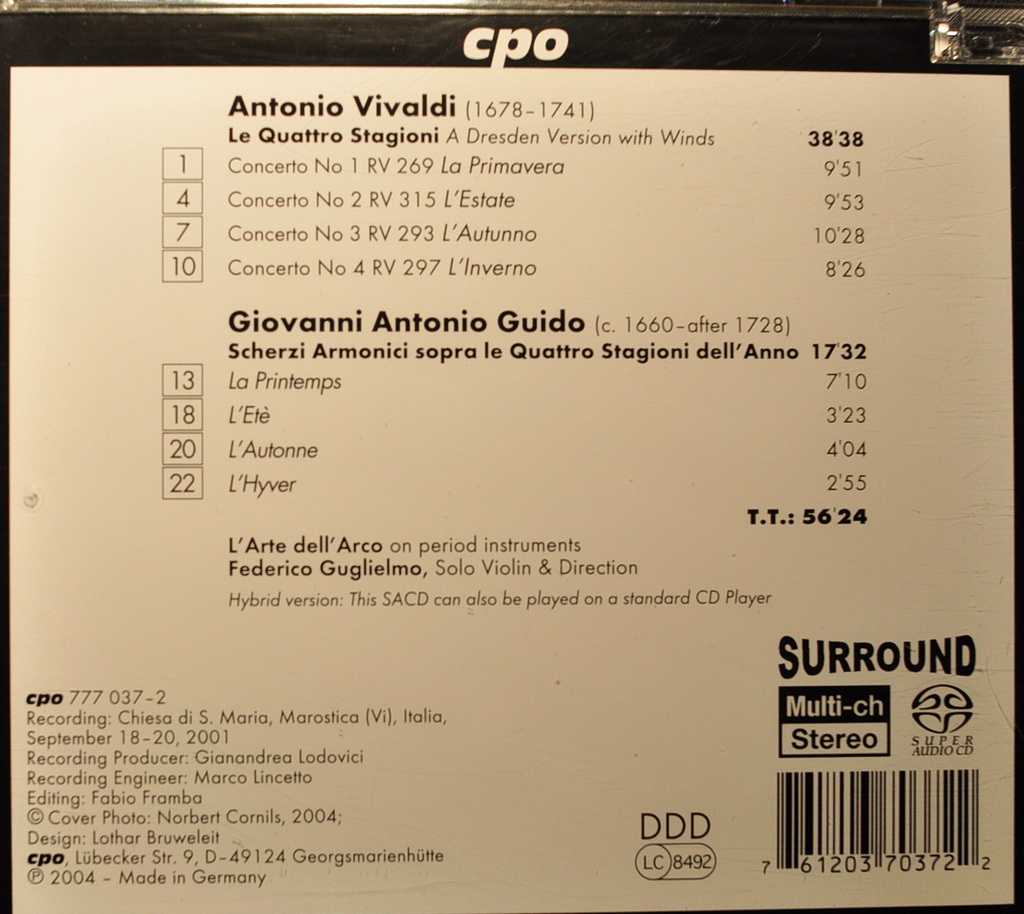 cpo
Antonio Vivaldi (1678-1741)
Le Quattro Stagioni A Dresden Version with Winds 38'38
1 Concerto No 1 RV 269 La Primavera 9'51
4 Concerto No 2 RV 315 L'Estate 9'53
7 Concerto No 3 RV 293 L'Autunno 10'28
10 Concerto No 4 RV 297 L'Inverno 8'26
Giovanni Antonio Guido (c. 1660-after 1728)
Scherzi Armonici sopra le Quattro Stagioni dell'Anno 17'32
13 La Printemps 7'10
18 L'Etè 3'23
20 L'Autonne 4'04
22 L'Hyver 2'55
T.T.: 56'24
L'Arte dell'Arco on period instruments
Federico Guglielmo, Solo Violin & Direction
Hybrid version: This SACD can also be played on a standard CD Player
SURROUND
Multi-ch
Stereo
SUPER
AUDIO CD
cpo 777 037-2
Recording: Chiesa di S. Maria, Marostica (Vi), Italia,
September 18-20, 2001
Recording Producer: Gianandrea Lodovici
Recording Engineer: Marco Lincetto
Editing: Fabio Framba
© Cover Photo: Norbert Cornils, 2004;
Design: Lothar Bruweleit
cpo, Lübecker Str. 9, D-49124 Georgsmarienhütte
℗ 2004 - Made in Germany
DDD
LC 8492
7 61203 70372 2